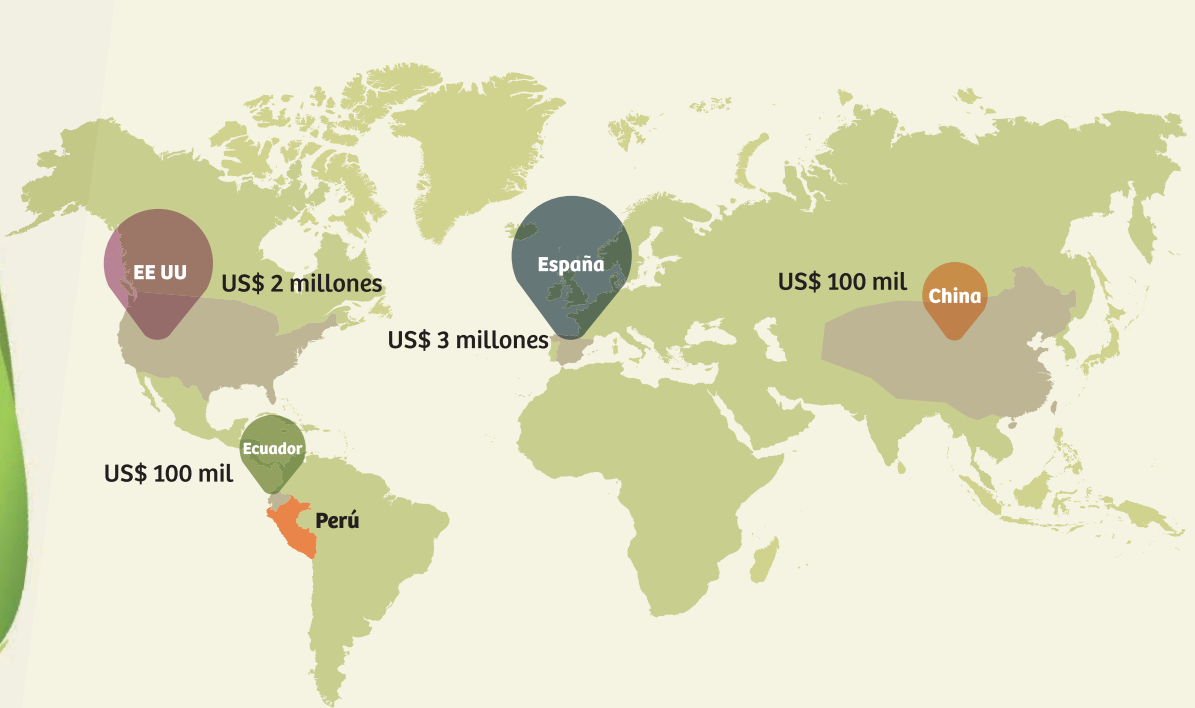 EE UU
US$ 2 millones
España
US$ 3 millones
US$ 100 mil
China
Ecuador
US$ 100 mil
Perú